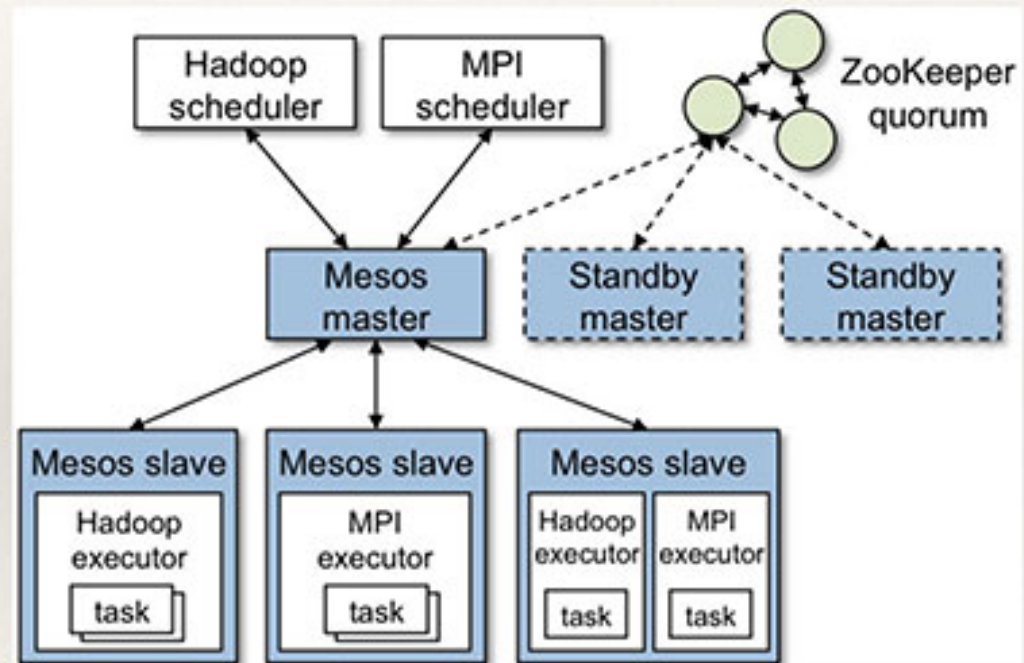 Hadoop
scheduler
MPI
scheduler
ZooKeeper
quorum
Mesos
master
Standby
master
Standby
master
Mesos slave
Hadoop
executor
task
Mesos slave
MPI
executor
task
Mesos slave
Hadoop
executor
task
MPI
executor
task